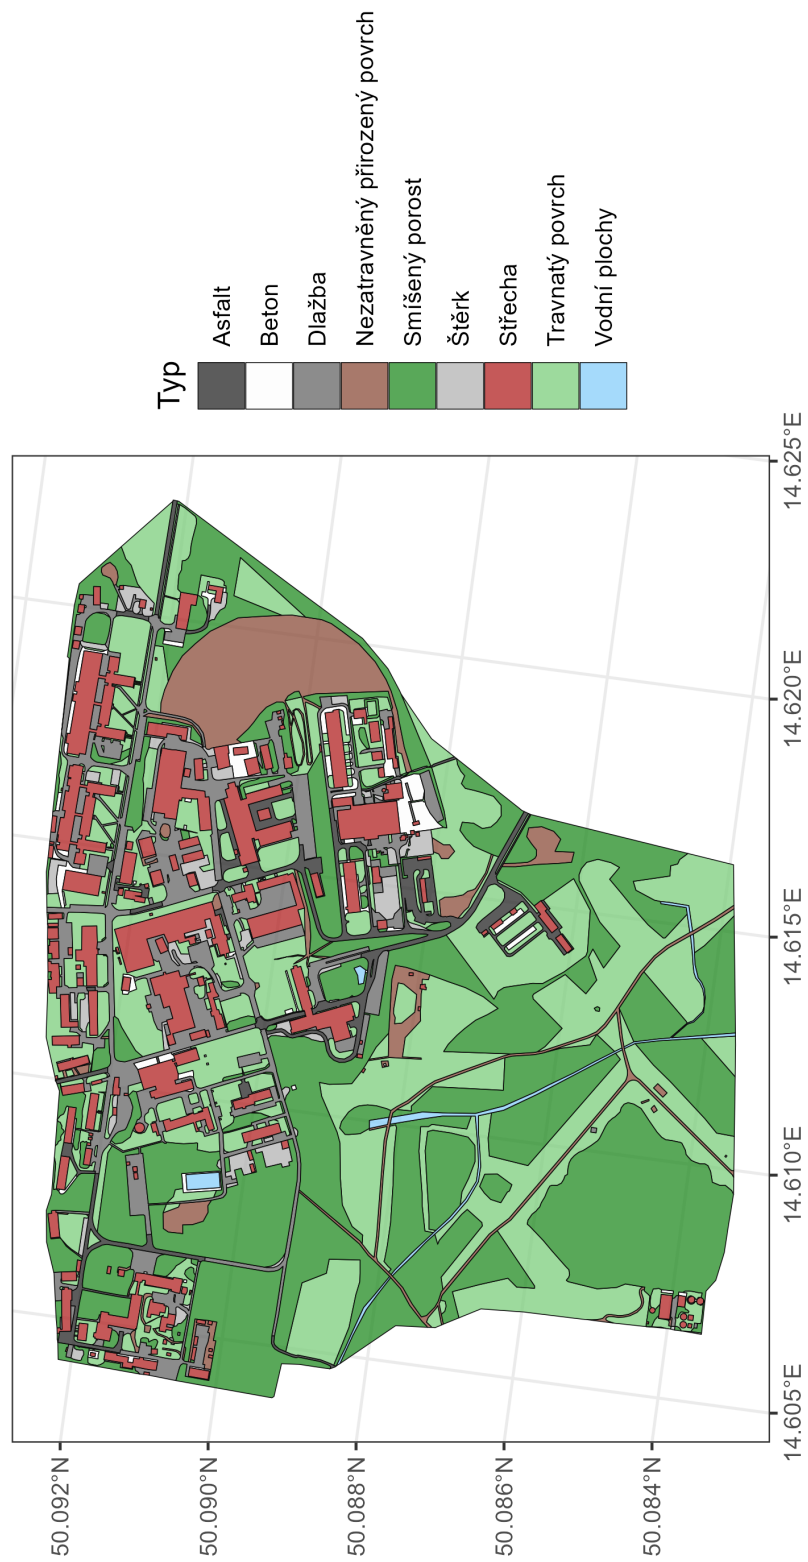 50.092°N
50.090°N
50.088°N
50.086°N
50.084°N
14.605°E
14.610°E
14.615°E
14.620°E
14.625°E
Typ
Asfalt
Beton
Dlažba
Nezatravněný přirozený povrch
Smíšený porost
Štěrk
Střecha
Travnatý povrch
Vodní plochy